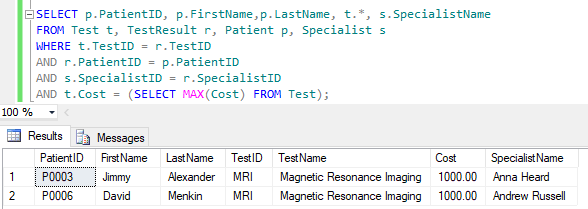 SELECT p.PatientID, p.FirstName,p.LastName, t.*, s.SpecialistName
FROM Test t, TestResult r, Patient p, Specialist s
WHERE t.TestID = r.TestID
AND r.PatientID = p.PatientID
AND s.SpecialistID = r.SpecialistID
AND t.Cost = (SELECT MAX(Cost) FROM Test);
100 %
Results Messages
PatientID FirstName LastName TestID TestName Cost SpecialistName
1 P0003 Jimmy Alexander MRI Magnetic Resonance Imaging 1000.00 Anna Heard
2 P0006 David Menkin MRI Magnetic Resonance Imaging 1000.00 Andrew Russell